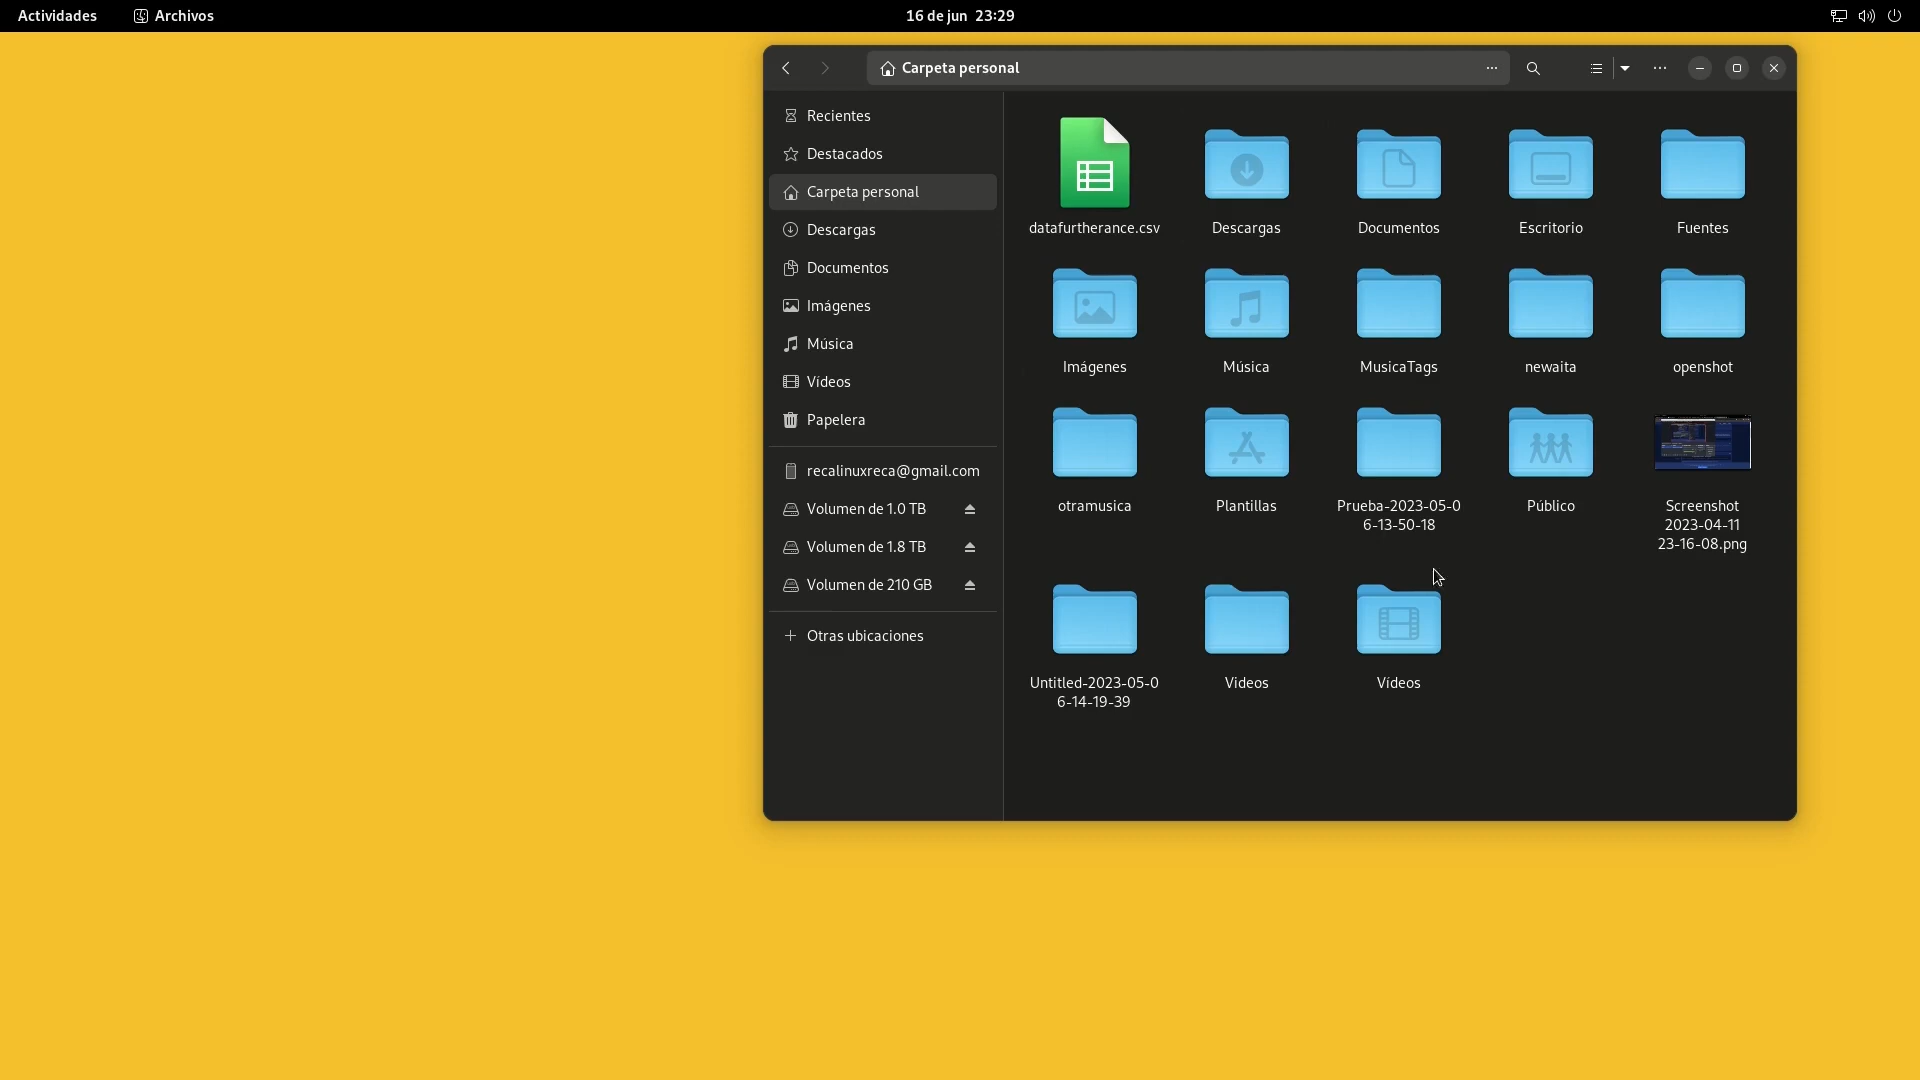 Actividades
Archivos
16 de jun 23:29
Carpeta personal
Recientes
Destacados
Carpeta personal
Descargas
Documentos
Imágenes
Música
Vídeos
Papelera
recalinuxreca@gmail.com
Volumen de 1.0 TB
Volumen de 1.8 TB
Volumen de 210 GB
Otras ubicaciones
datafurtherance.csv
Descargas
Documentos
Escritorio
Fuentes
Imágenes
Música
MusicaTags
newaita
openshot
otramusica
Plantillas
Prueba-2023-05-0
6-13-50-18
Público
Screenshot
2023-04-11
23-16-08.png
Untitled-2023-05-0
6-14-19-39
Videos
Vídeos